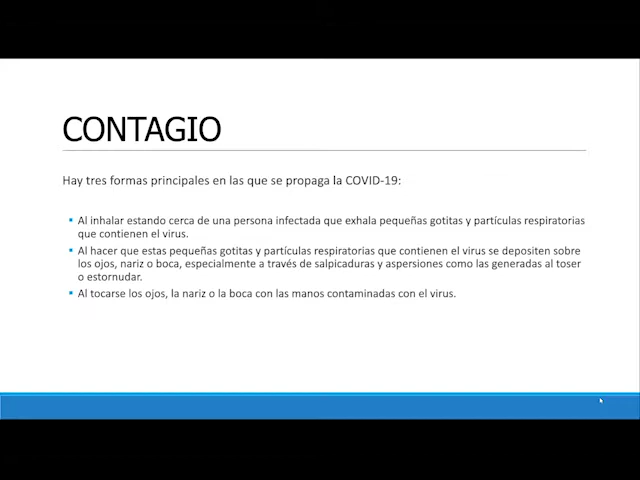 CONTAGIO
Hay tres formas principales en las que se propaga la COVID-19:
▪ Al inhalar estando cerca de una persona infectada que exhala pequeñas gotitas y partículas respiratorias
que contienen el virus.
▪ Al hacer que estas pequeñas gotitas y partículas respiratorias que contienen el virus se depositen sobre
los ojos, nariz o boca, especialmente a través de salpicaduras y aspersiones como las generadas al toser
o estornudar.
▪ Al tocarse los ojos, la nariz o la boca con las manos contaminadas con el virus.